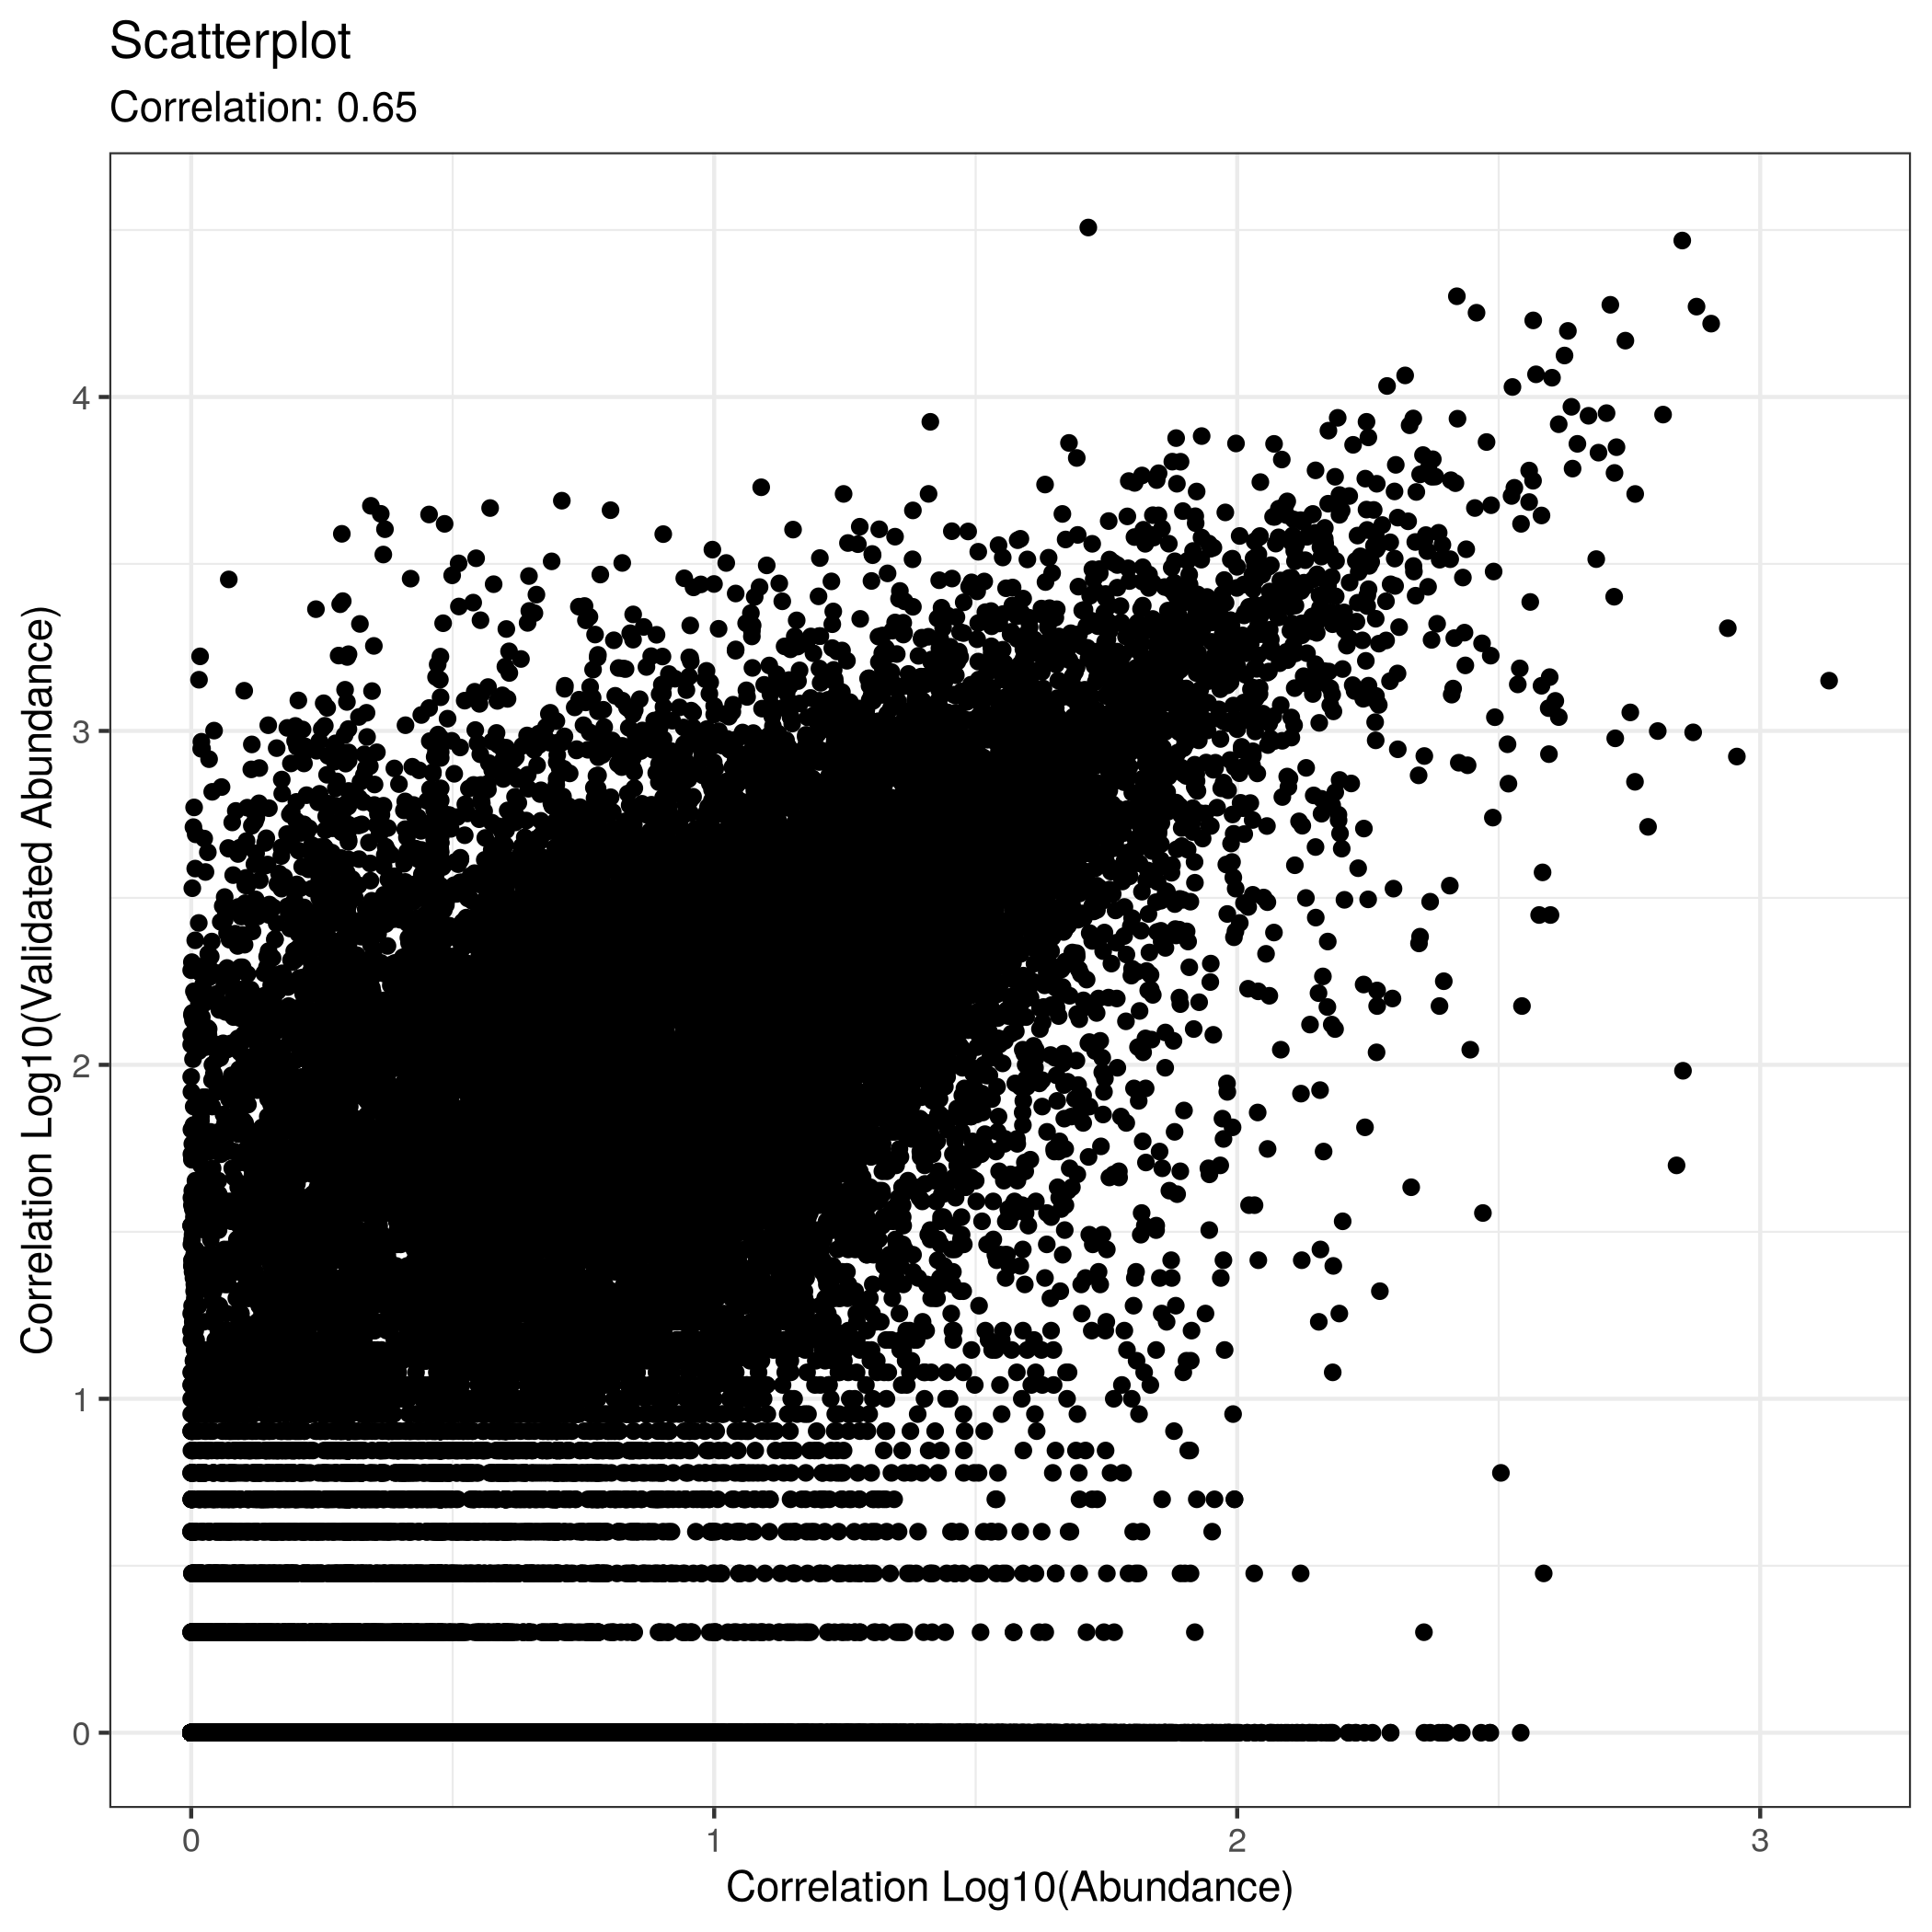 Scatterplot
Correlation: 0.65
Correlation Log10(Validated Abundance)
4
3
2
1
0
0 1 2 3
Correlation Log10(Abundance)